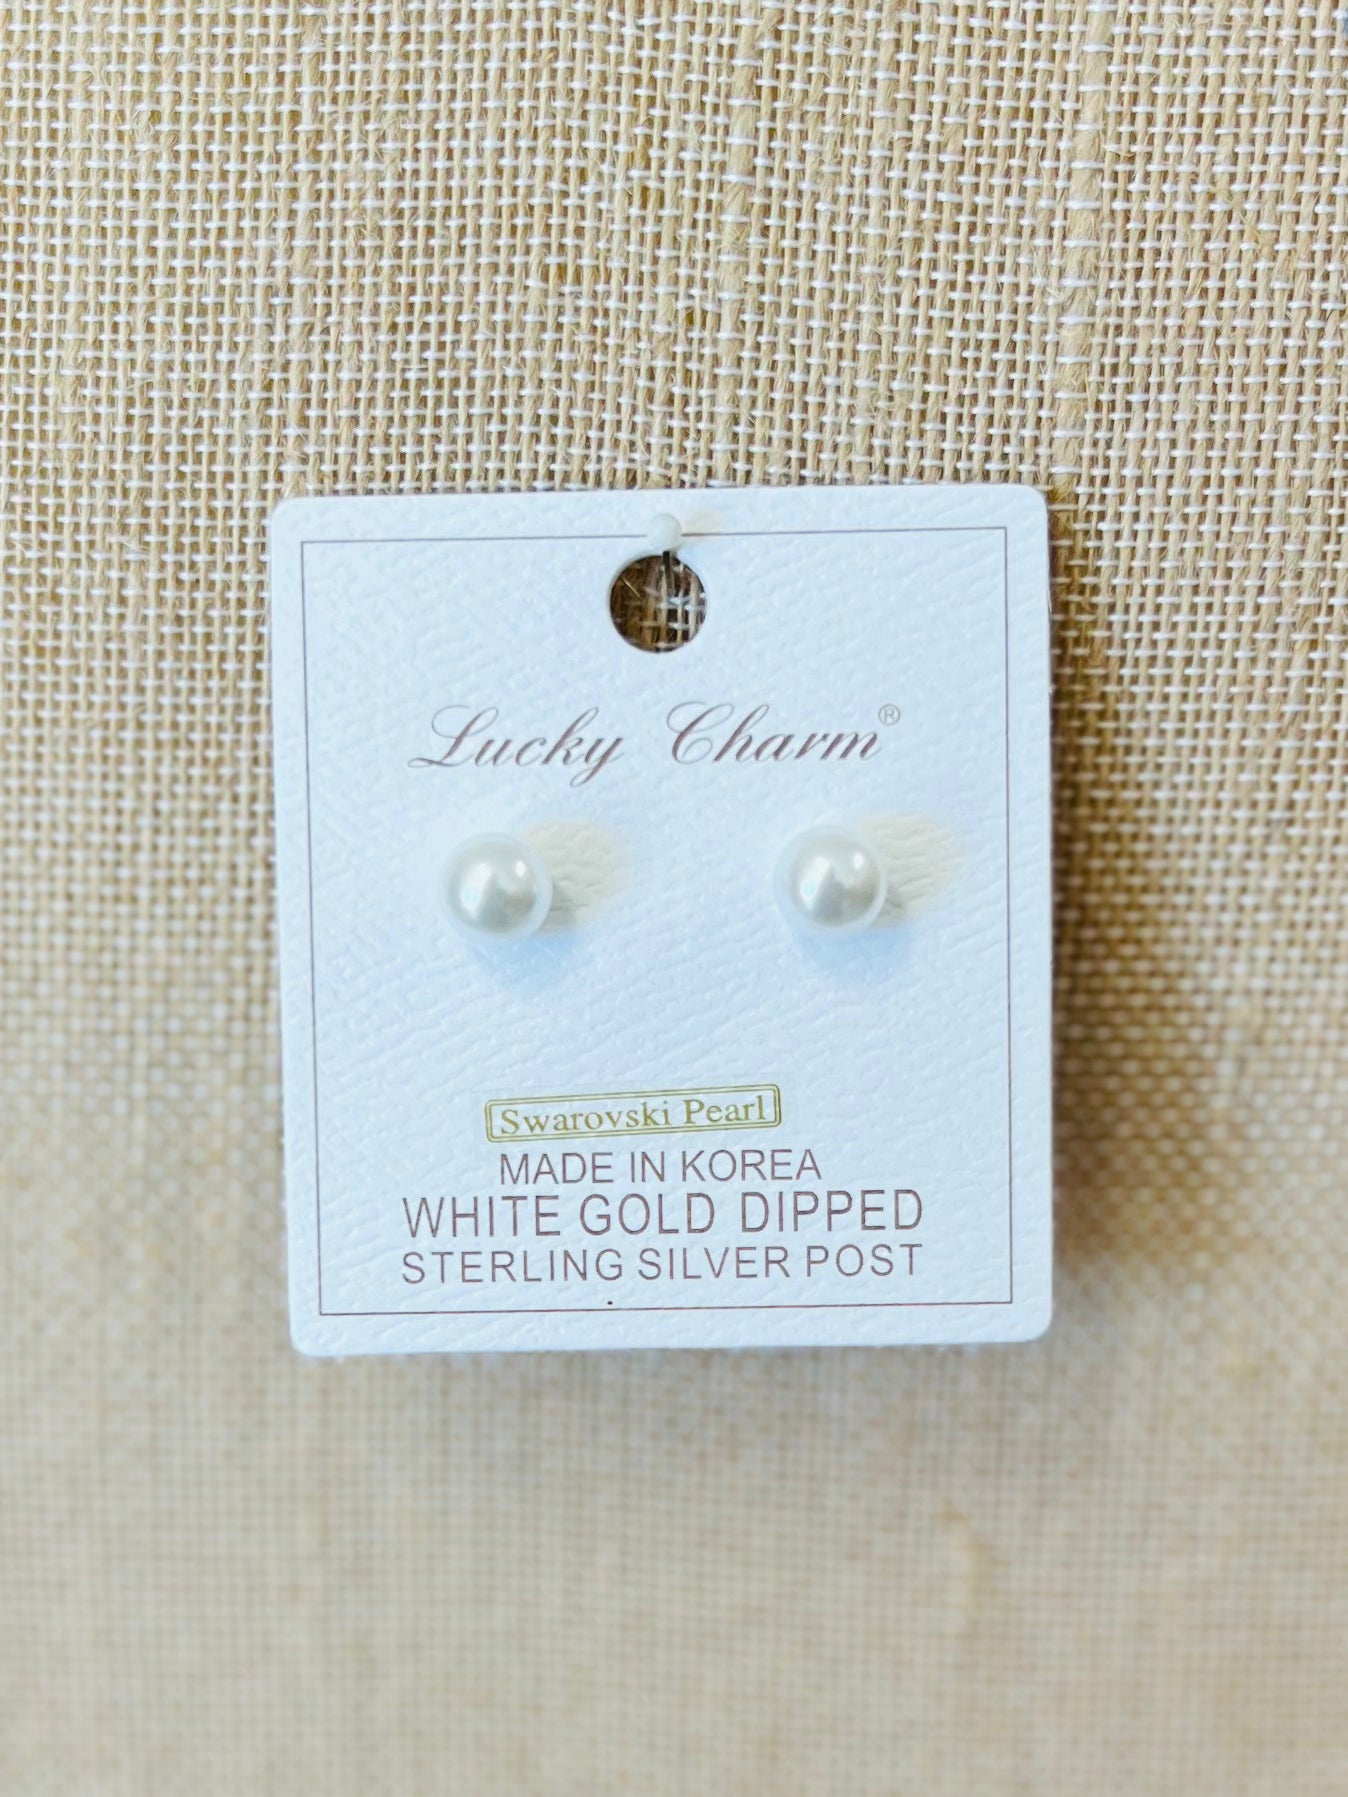 Lucky Charm®
Swarovski Pearl
MADE IN KOREA
WHITE GOLD DIPPED
STERLING SILVER POST